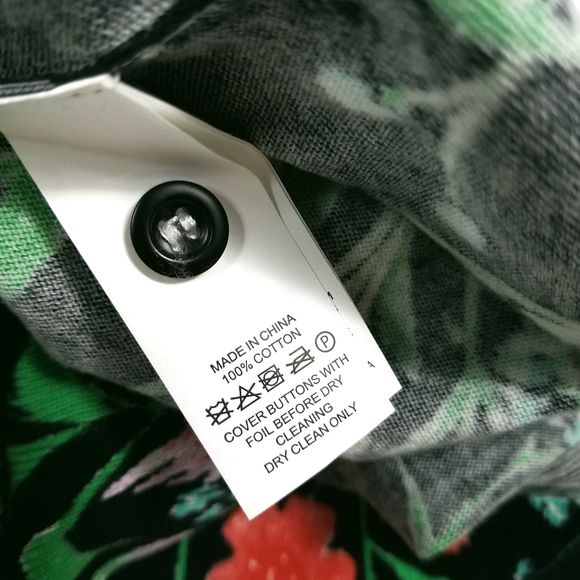 MADE IN CHINA
100% COTTON
P
COVER BUTTONS WITH
FOIL BEFORE DRY
CLEANING
DRY CLEAN ONLY